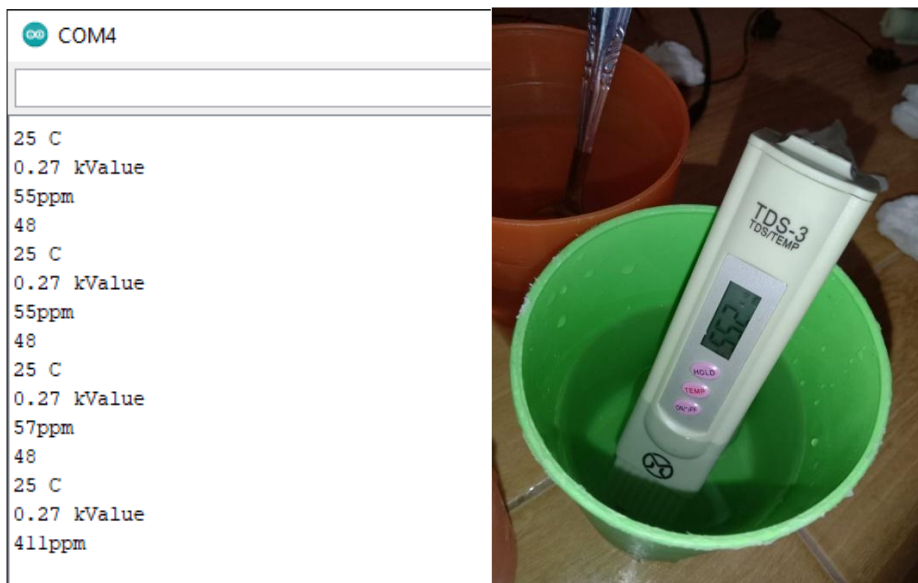 COM4
25 C
0.27 kValue
55ppm
48
25 C
0.27 kValue
55ppm
48
25 C
0.27 kValue
57ppm
48
25 C
0.27 kValue
411ppm
TDS-3
TDS/TEMP
HOLD
TEMP
ON/OFF